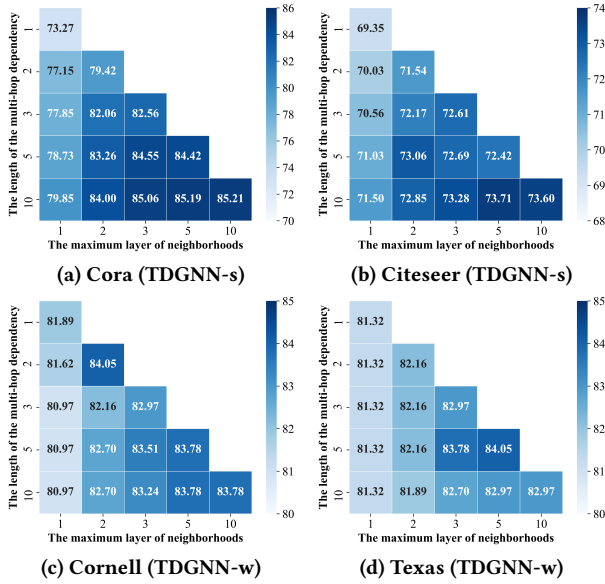 The length of the multi-hop dependency
1
73.27
2
77.15 79.42
3
77.85 82.06 82.56
5
78.73 83.26 84.55 84.42
10
79.85 84.00 85.06 85.19 85.21
1 2 3 5 10
The maximum layer of neighborhoods
86
84
82
80
78
76
74
72
70
(a) Cora (TDGNN-s)
The length of the multi-hop dependency
1
69.35
2
70.03 71.54
3
70.56 72.17 72.61
5
71.03 73.06 72.69 72.42
10
71.50 72.85 73.28 73.71 73.60
1 2 3 5 10
The maximum layer of neighborhoods
74
73
72
71
70
69
68
(b) Citeseer (TDGNN-s)
The length of the multi-hop dependency
1
81.89
2
81.62 84.05
3
80.97 82.16 82.97
5
80.97 82.70 83.51 83.78
10
80.97 82.70 83.24 83.78 83.78
1 2 3 5 10
The maximum layer of neighborhoods
85
84
83
82
81
80
(c) Cornell (TDGNN-w)
The length of the multi-hop dependency
1
81.32
2
81.32 82.16
3
81.32 82.16 82.97
5
81.32 82.16 83.78 84.05
10
81.32 81.89 82.70 82.97 82.97
1 2 3 5 10
The maximum layer of neighborhoods
85
84
83
82
81
80
(d) Texas (TDGNN-w)